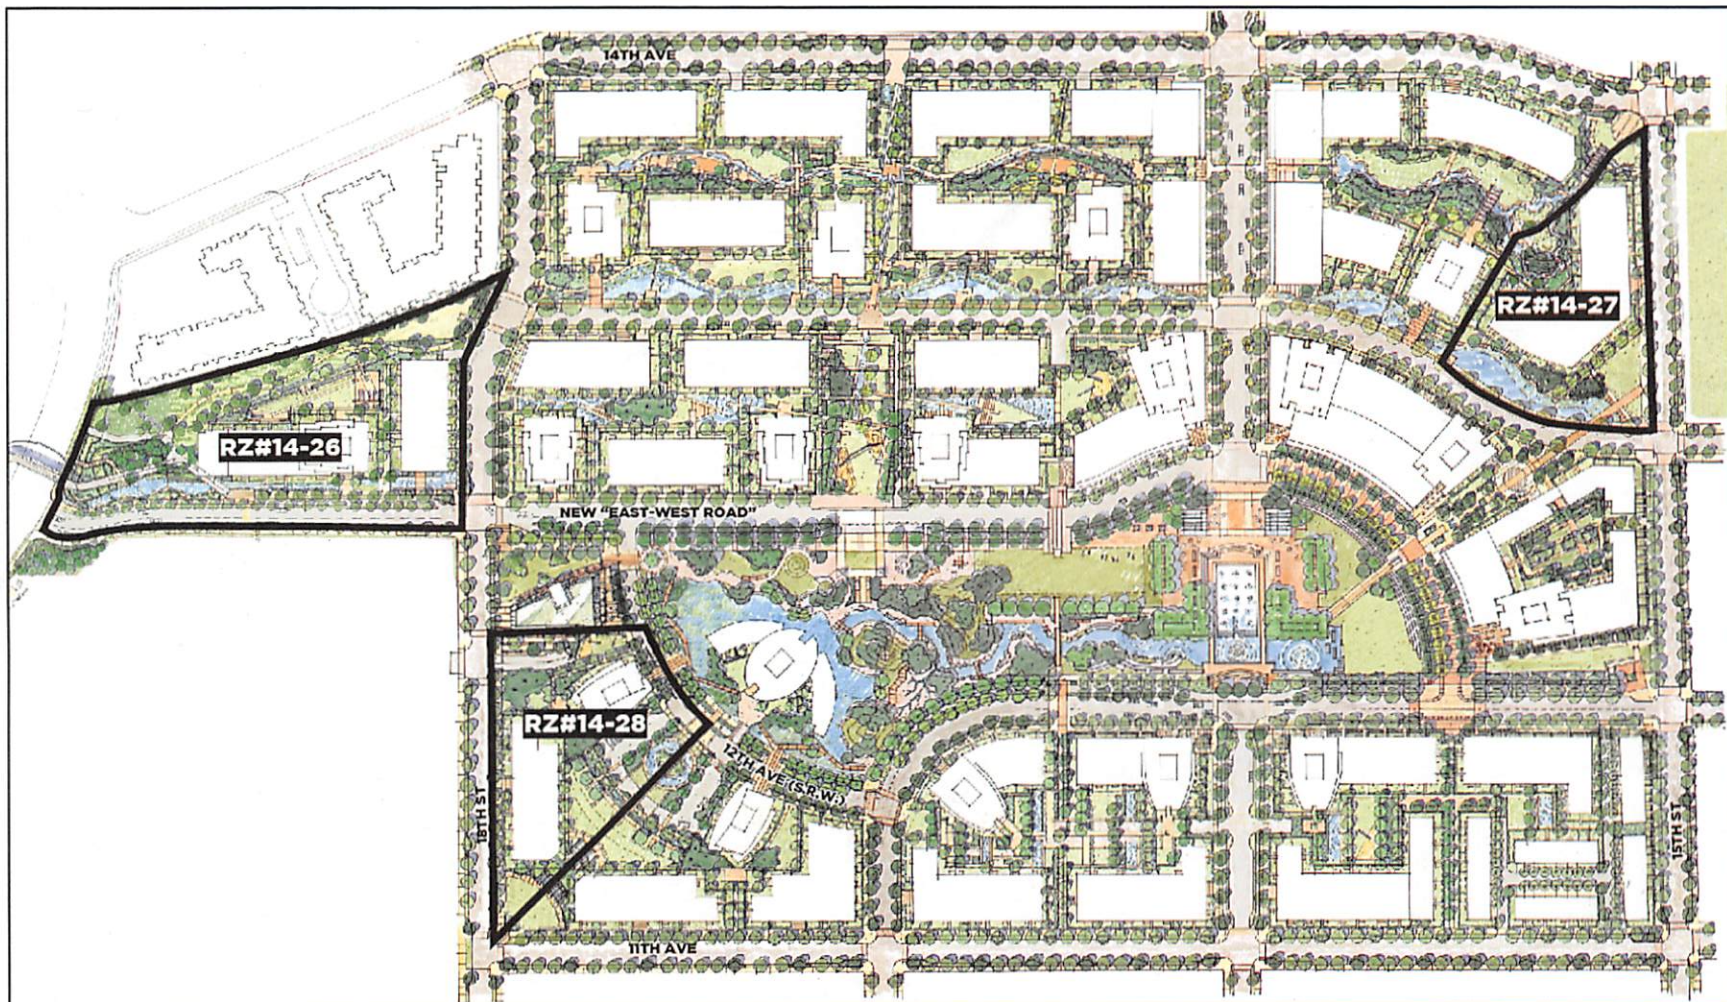 14TH AVE
RZ#14-27
RZ#14-26
NEW "EAST-WEST ROAD"
RZ#14-28
12TH AVE (S.R.W.)
18TH ST
15TH ST
11TH AVE